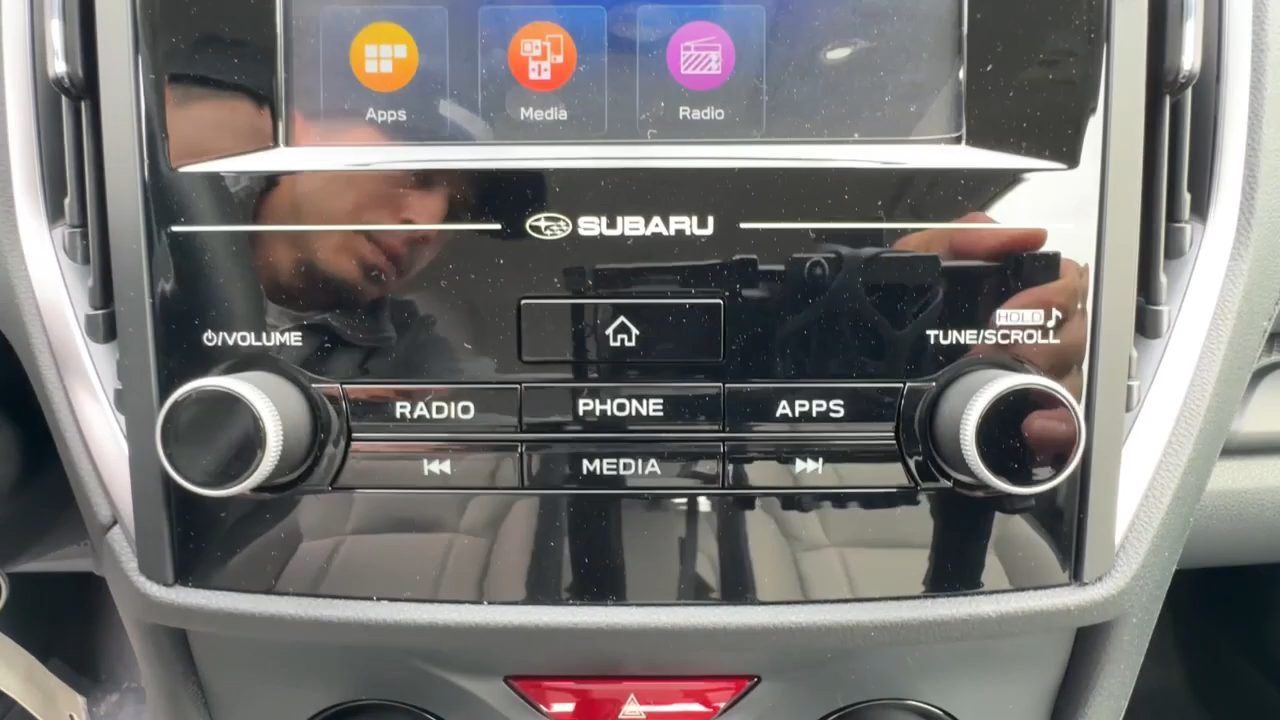 Apps Media Radio
SUBARU
⏻/VOLUME
HOLD ♪
TUNE/SCROLL
RADIO PHONE APPS
MEDIA